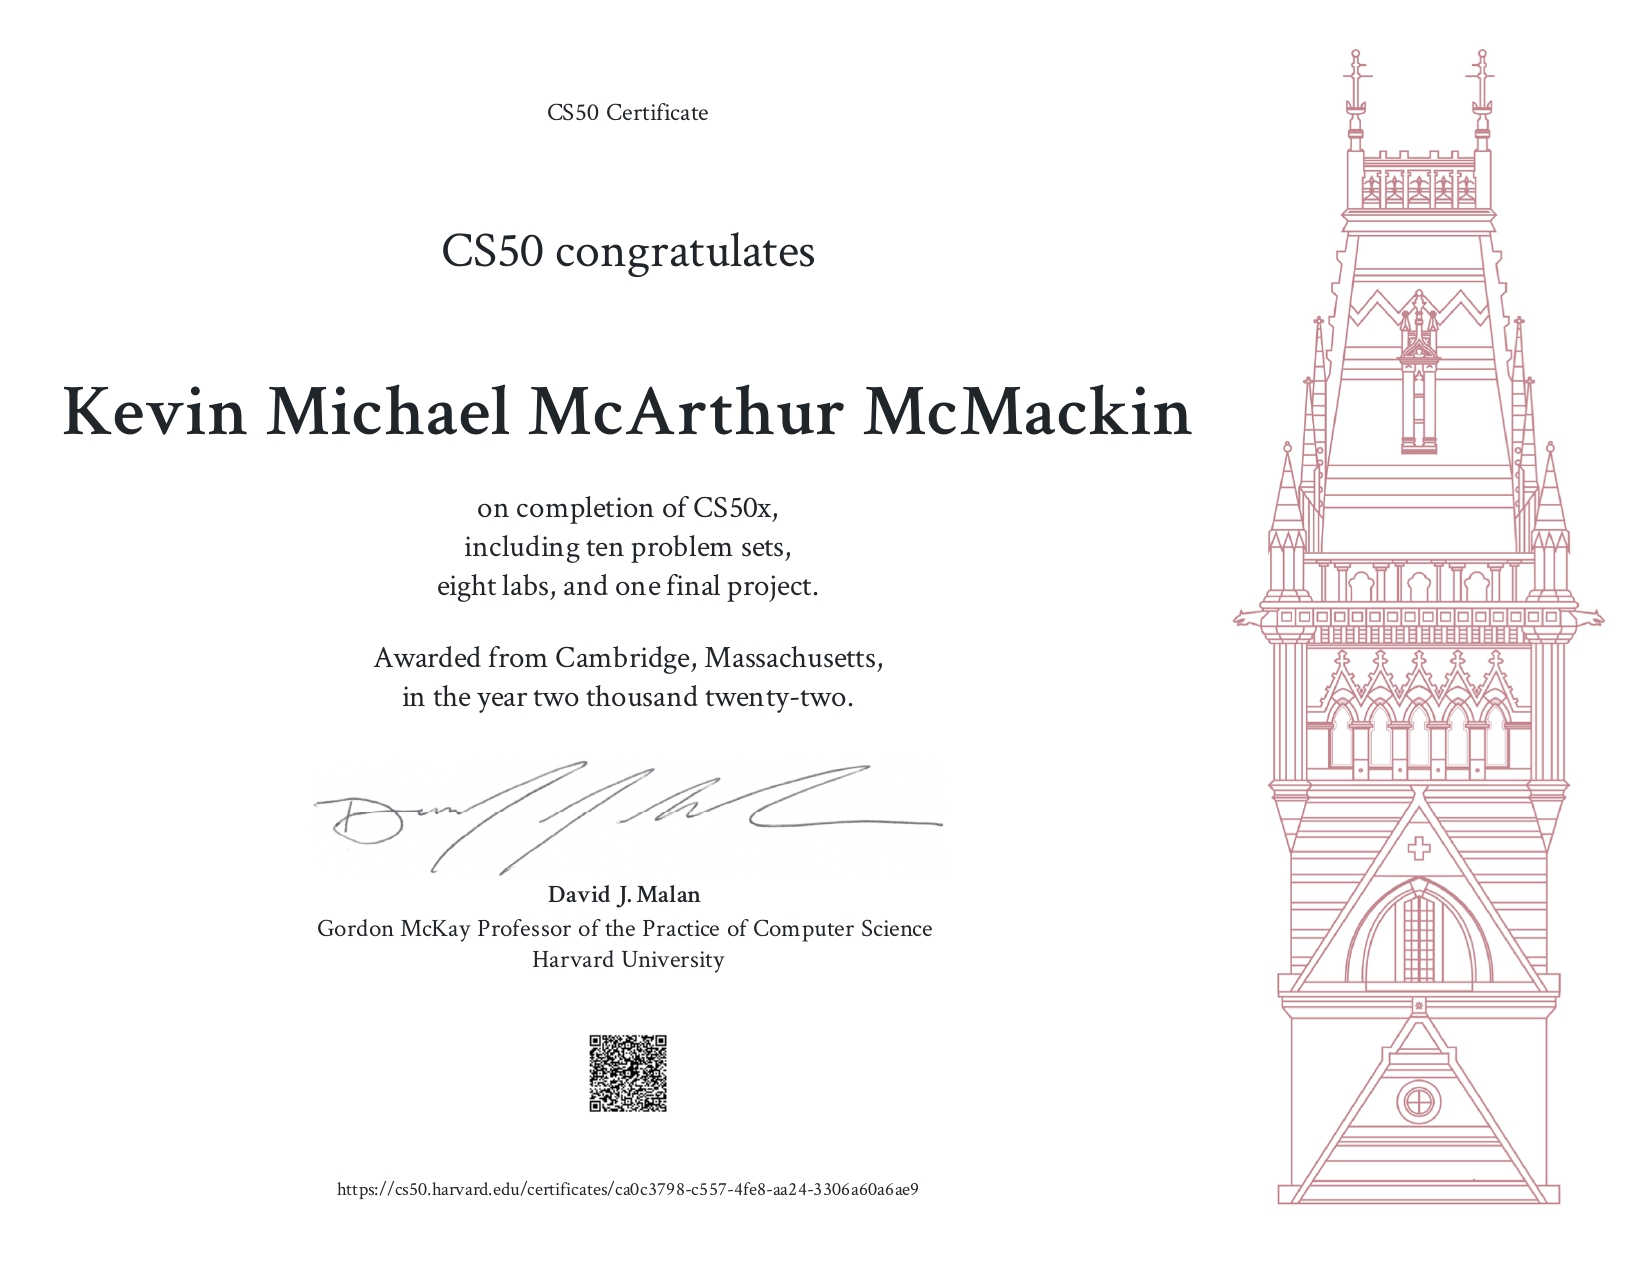 CS50 Certificate
CS50 congratulates
Kevin Michael McArthur McMackin
on completion of CS50x,
including ten problem sets,
eight labs, and one final project.
Awarded from Cambridge, Massachusetts,
in the year two thousand twenty-two.
David J. Malan
Gordon McKay Professor of the Practice of Computer Science
Harvard University
https://cs50.harvard.edu/certificates/ca0c3798-c557-4fe8-aa24-3306a60a6ae9